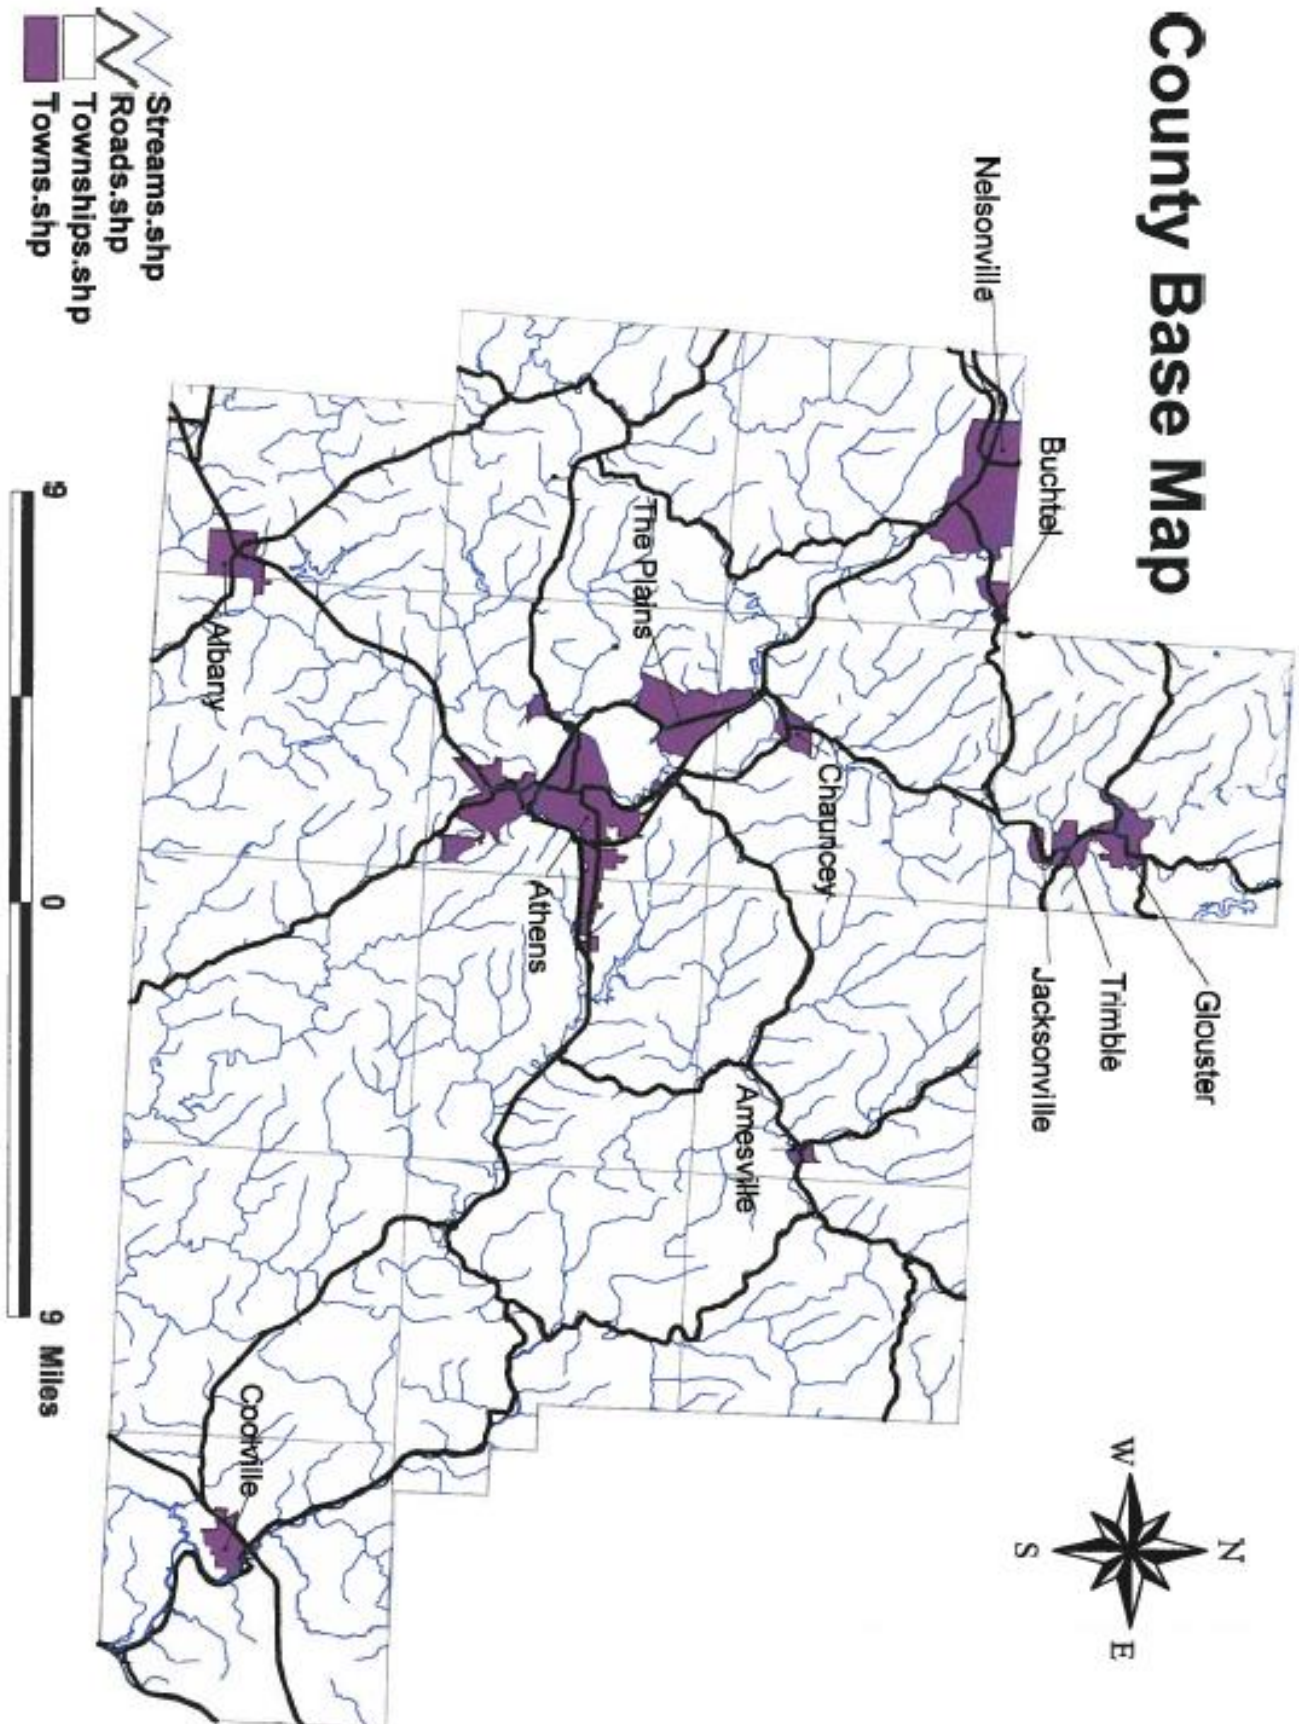 County Base Map
Nelsonville
Buchtel
Glouster
Trimble
Jacksonville
The Plains
Chauncey
Amesville
Athens
Albany
Coolville
N
W
E
S
Streams.shp
Roads.shp
Townships.shp
Towns.shp
9 0 9 Miles